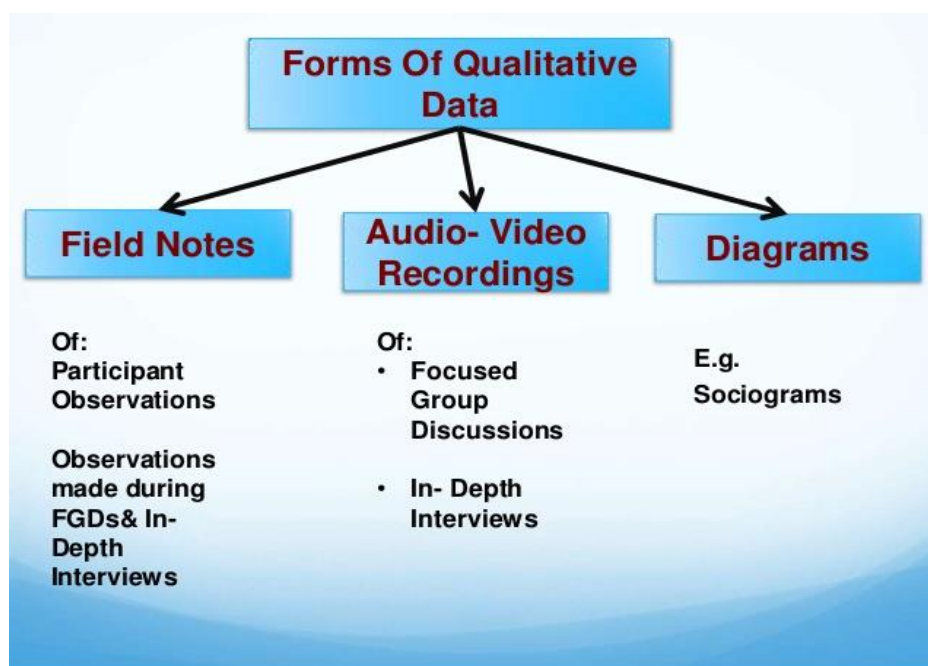 Forms Of Qualitative
Data
Field Notes
Audio- Video
Recordings
Diagrams
Of:
Participant
Observations
Observations
made during
FGDs& In-
Depth
Interviews
Of:
• Focused
Group
Discussions
• In- Depth
Interviews
E.g.
Sociograms